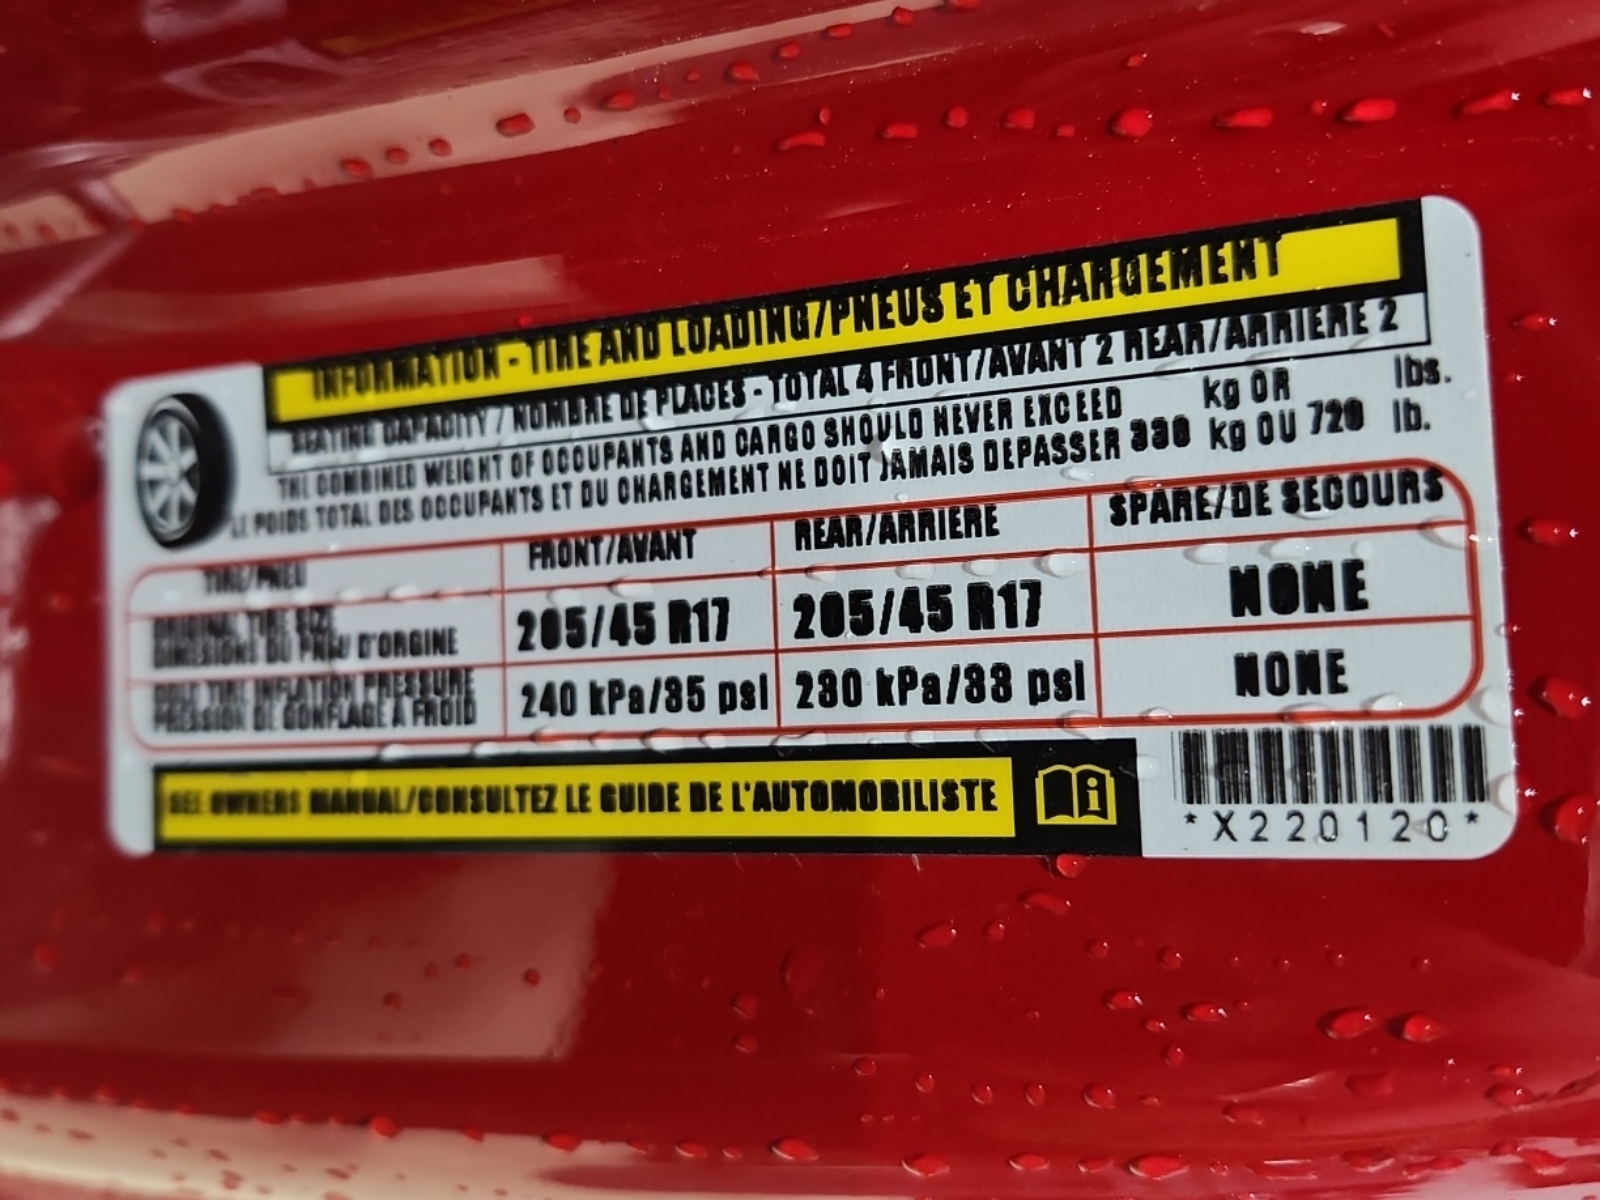 INFORMATION - TIRE AND LOADING/PNEUS ET CHARGEMENT
SEATING CAPACITY / NOMBRE DE PLACES - TOTAL 4 FRONT/AVANT 2 REAR/ARRIERE 2
THE COMBINED WEIGHT OF OCCUPANTS AND CARGO SHOULD NEVER EXCEED kg OR lbs.
LE POIDS TOTAL DES OCCUPANTS ET DU CHARGEMENT NE DOIT JAMAIS DEPASSER 330 kg OU 720 lb.
TIRE/PNEU FRONT/AVANT REAR/ARRIERE SPARE/DE SECOURS
ORIGINAL TIRE SIZE
DIMESIONS DU PNEU D'ORGINE 205/45 R17 205/45 R17 NONE
COLD TIRE INFLATION PRESSURE
PRESSION DE GONFLAGE A FROID 240 kPa/35 psi 230 kPa/33 psi NONE
SEE OWNERS MANUAL/CONSULTEZ LE GUIDE DE L'AUTOMOBILISTE
*X220120*